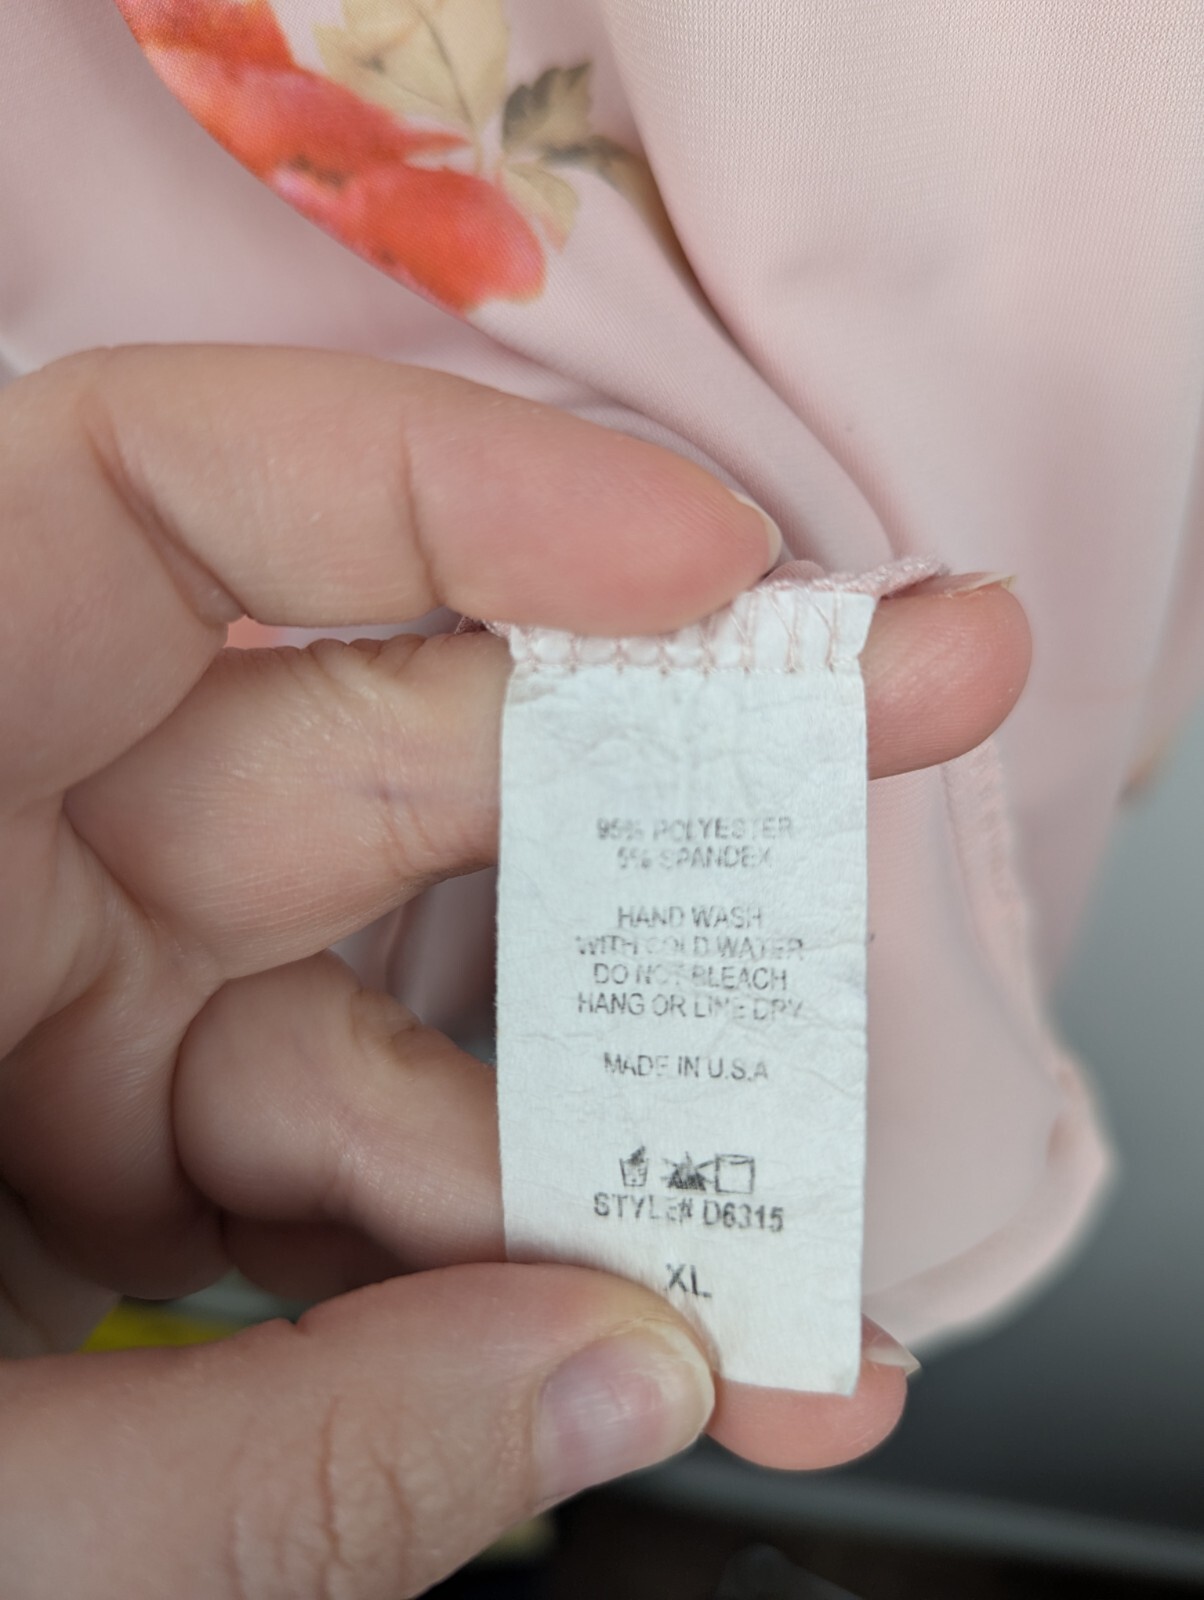 95% POLYESTER
5% SPANDEX
HAND WASH
WITH COLD WATER
DO NOT BLEACH
HANG OR LINE DRY
MADE IN U.S.A
STYLE# D6315
XL